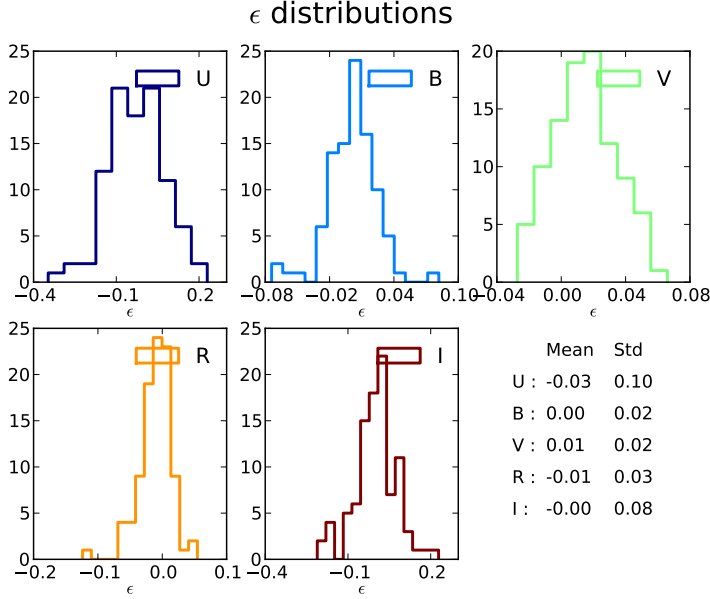 ϵ distributions
25
20
15
10
5
0
−0.4
−0.1
0.2
ϵ
U
25
20
15
10
5
0
−0.08
−0.02
0.04
0.10
ϵ
B
20
15
10
5
0
−0.04
0.00
0.04
0.08
ϵ
V
25
20
15
10
5
0
−0.2
−0.1
0.0
0.1
ϵ
R
25
20
15
10
5
0
−0.4
−0.1
0.2
ϵ
I
Mean Std
U : -0.03 0.10
B: 0.00 0.02
V : 0.01 0.02
R : -0.01 0.03
I : -0.00 0.08